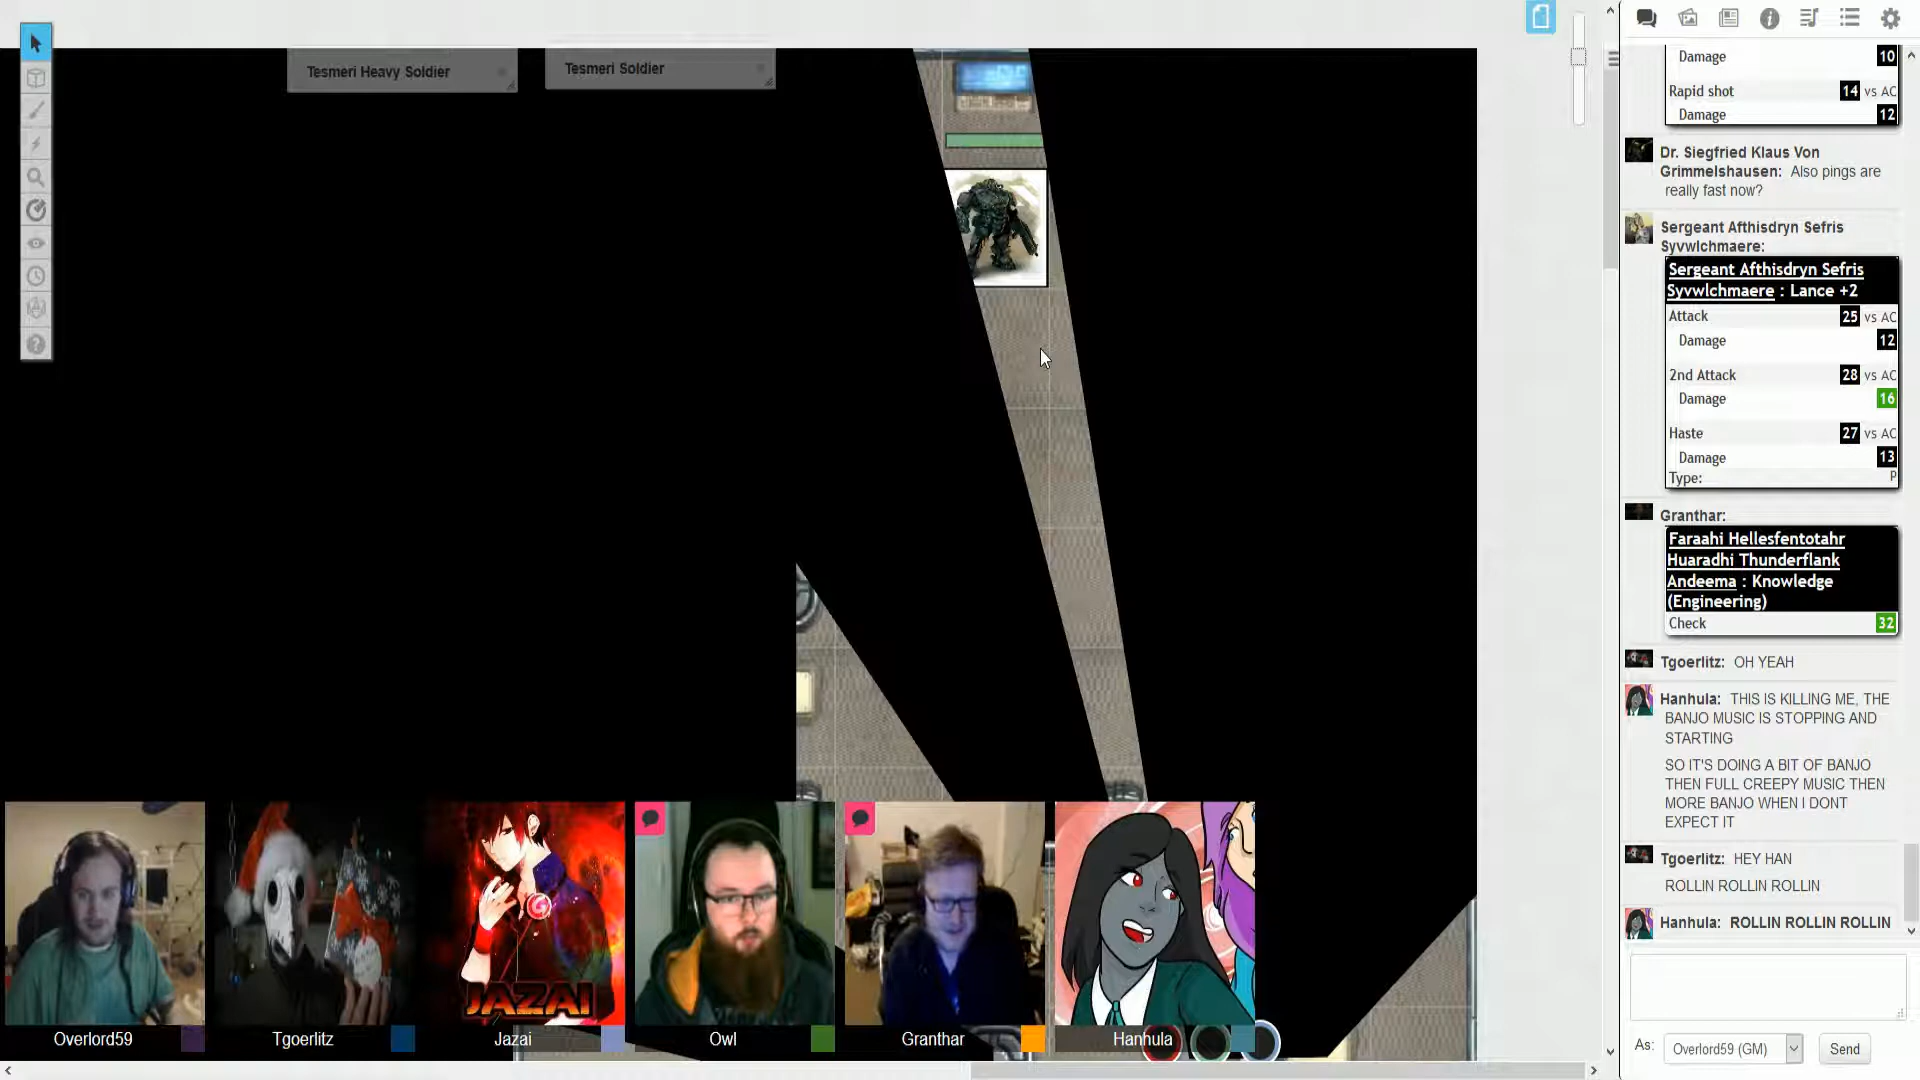 Tesmeri Heavy Soldier
Tesmeri Soldier
Damage 10
Rapid shot 14 vs AC
Damage 12
Dr. Siegfried Klaus Von
Grimmelshausen: Also pings are
really fast now?
Sergeant Afthisdryn Sefris
Syvwlchmaere:
Sergeant Afthisdryn Sefris
Syvwlchmaere : Lance +2
Attack 25 vs AC
Damage 12
2nd Attack 28 vs AC
Damage 16
Haste 27 vs AC
Damage 13
Type: P
Granthar:
Faraahi Hellesfentotahr
Huaradhi Thunderflank
Andeema : Knowledge
(Engineering)
Check 32
Tgoerlitz: OH YEAH
Hanhula: THIS IS KILLING ME, THE
BANJO MUSIC IS STOPPING AND
STARTING
SO IT'S DOING A BIT OF BANJO
THEN FULL CREEPY MUSIC THEN
MORE BANJO WHEN I DONT
EXPECT IT
Tgoerlitz: HEY HAN
ROLLIN ROLLIN ROLLIN
Hanhula: ROLLIN ROLLIN ROLLIN
As: Overlord59 (GM) Send
JAZAI
Overlord59
Tgoerlitz
Jazai
Owl
Granthar
Hanhula